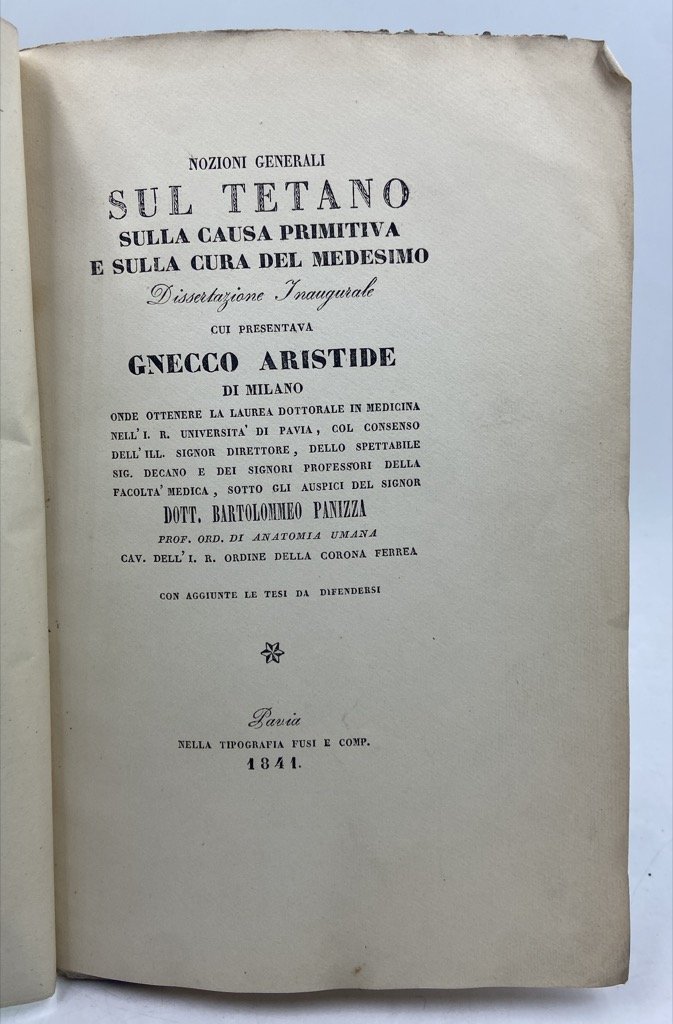 NOZIONI GENERALI
SUL TETANO
SULLA CAUSA PRIMITIVA
E SULLA CURA DEL MEDESIMO
Dissertazione Inaugurale
CUI PRESENTAVA
GNECCO ARISTIDE
DI MILANO
ONDE OTTENERE LA LAUREA DOTTORALE IN MEDICINA
NELL' I. R. UNIVERSITA' DI PAVIA, COL CONSENSO
DELL' ILL. SIGNOR DIRETTORE, DELLO SPETTABILE
SIG. DECANO E DEI SIGNORI PROFESSORI DELLA
FACOLTA' MEDICA, SOTTO GLI AUSPICI DEL SIGNOR
DOTT. BARTOLOMMEO PANIZZA
PROF. ORD. DI ANATOMIA UMANA
CAV. DELL' I. R. ORDINE DELLA CORONA FERREA
CON AGGIUNTE LE TESI DA DIFENDERSI
Pavia
NELLA TIPOGRAFIA FUSI E COMP.
1841.